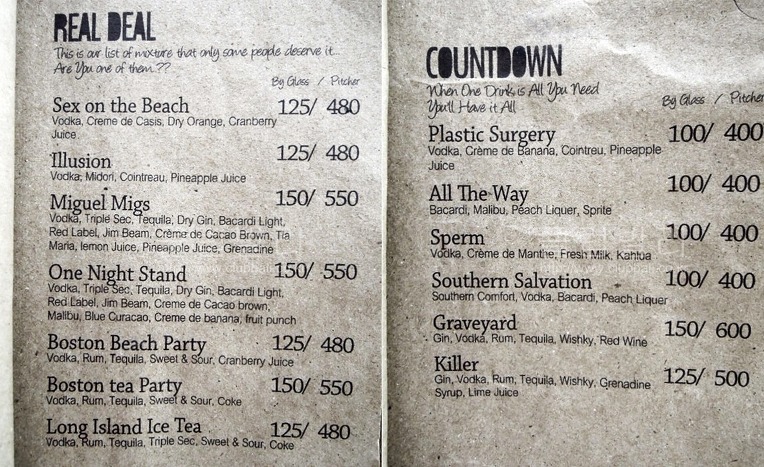 REAL DEAL
This is our list of mixture that only some people deserve it...
Are You one of them??
By Glass / Pitcher
Sex on the Beach 125/ 480
Vodka, Creme de Casis, Dry Orange, Cranberry
Juice
Illusion 125/ 480
Vodka, Midori, Cointreau, Pineapple Juice
Miguel Migs 150/ 550
Vodka, Triple Sec, Tequila, Dry Gin, Bacardi Light,
Red Label, Jim Beam, Crème de Cacao Brown, Tia
Maria, lemon Juice, Pineapple Juice, Grenadine
One Night Stand 150/ 550
Vodka, Triple Sec, Tequila, Dry Gin, Bacardi Light,
Red Label, Jim Beam, Creme de Cacao brown,
Malibu, Blue Curacao, Creme de banana, fruit punch
Boston Beach Party 125/ 480
Vodka, Rum, Tequila, Sweet & Sour, Cranberry Juice
Boston tea Party 150/ 550
Vodka, Rum, Tequila, Sweet & Sour, Coke
Long Island Ice Tea 125/ 480
Vodka, Rum, Tequila, Triple Sec, Sweet & Sour, Coke
COUNTDOWN
When One Drink is All You Need
You'll Have it All
By Glass / Pitcher
Plastic Surgery 100/ 400
Vodka, Crème de Banana, Cointreu, Pineapple
Juice
All The Way 100/ 400
Bacardi, Malibu, Peach Liquer, Sprite
Sperm 100/ 400
Vodka, Crème de Manthe, Fresh Milk, Kahlua
Southern Salvation 100/ 400
Southern Comfort, Vodka, Bacardi, Peach Liquer
Graveyard 150/ 600
Gin, Vodka, Rum, Tequila, Wishky, Red Wine
Killer 125/ 500
Gin, Vodka, Rum, Tequila, Wishky, Grenadine
Syrup, Lime Juice